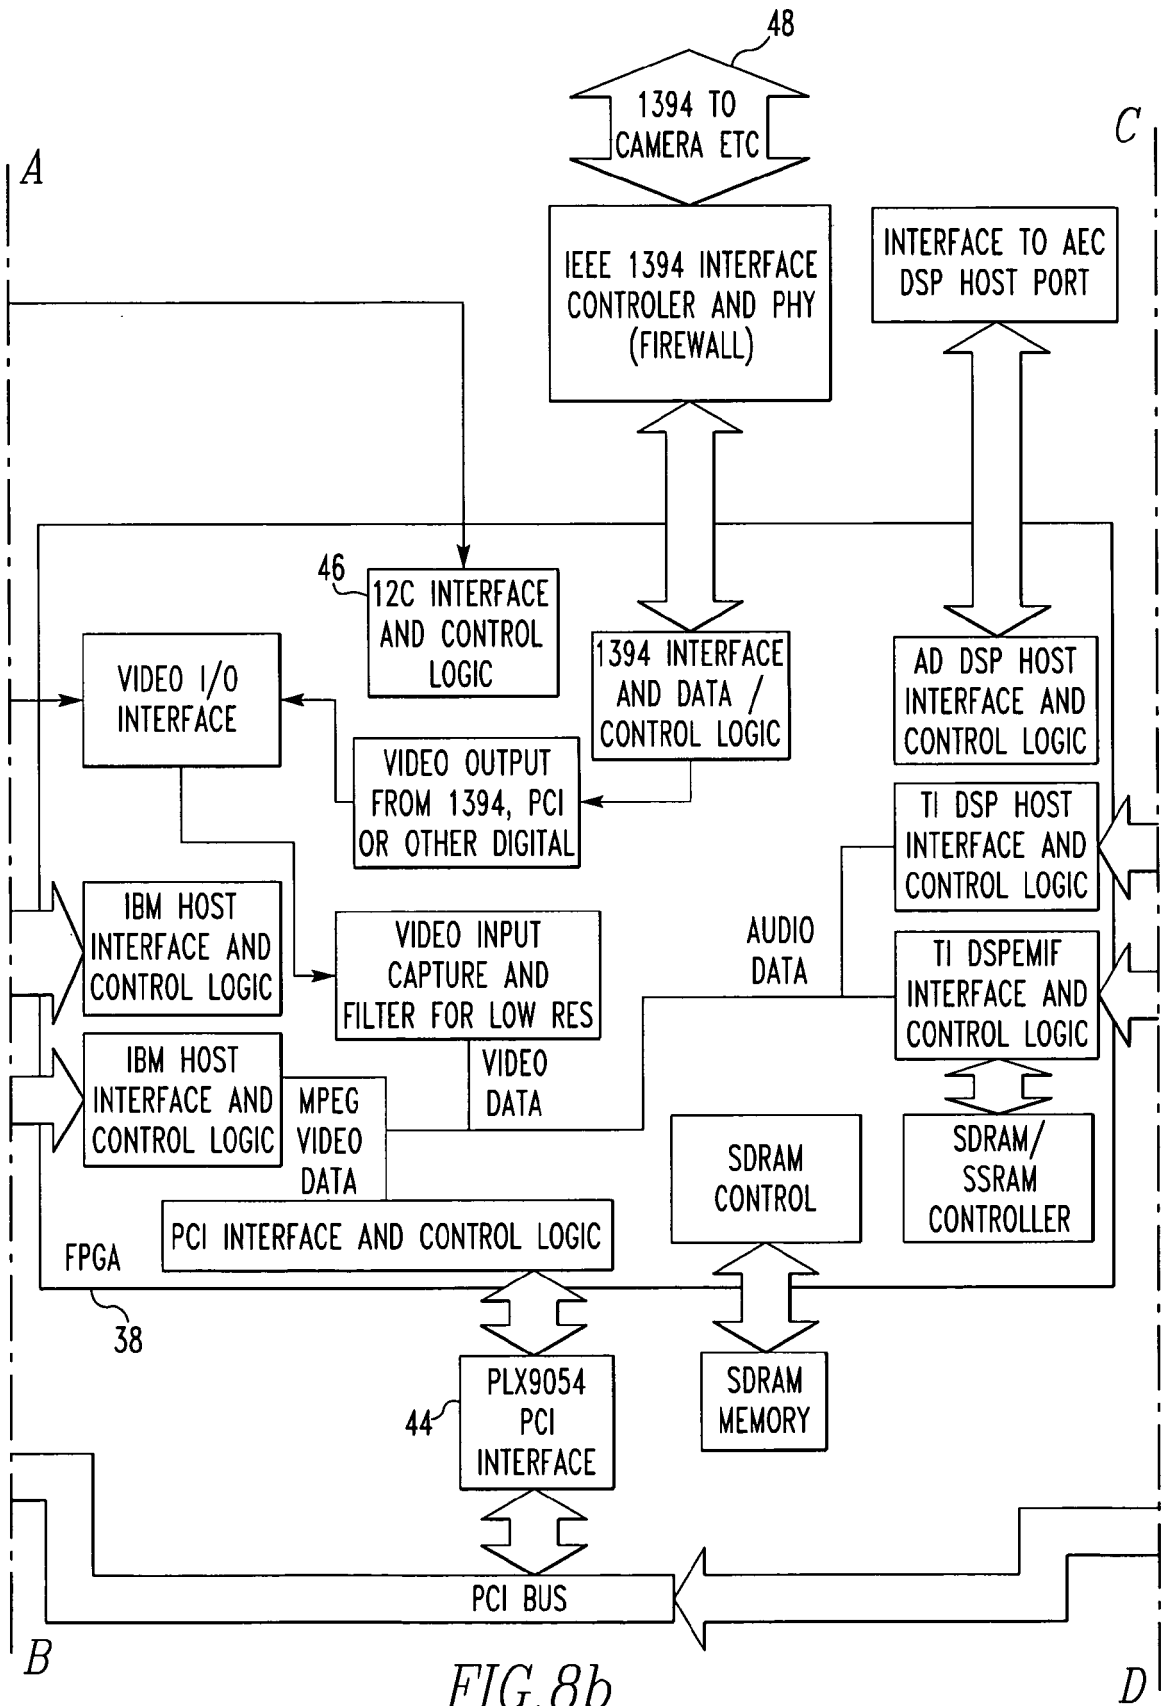 48
1394 TO
CAMERA ETC
C
A
IEEE 1394 INTERFACE
CONTROLER AND PHY
(FIREWALL)
INTERFACE TO AEC
DSP HOST PORT
46
12C INTERFACE
AND CONTROL
LOGIC
VIDEO I/O
INTERFACE
1394 INTERFACE
AND DATA /
CONTROL LOGIC
AD DSP HOST
INTERFACE AND
CONTROL LOGIC
VIDEO OUTPUT
FROM 1394, PCI
OR OTHER DIGITAL
TI DSP HOST
INTERFACE AND
CONTROL LOGIC
IBM HOST
INTERFACE AND
CONTROL LOGIC
VIDEO INPUT
CAPTURE AND
FILTER FOR LOW RES
AUDIO
DATA
TI DSPEMIF
INTERFACE AND
CONTROL LOGIC
IBM HOST
INTERFACE AND
CONTROL LOGIC
MPEG
VIDEO
DATA
VIDEO
DATA
SDRAM
CONTROL
SDRAM/
SSRAM
CONTROLLER
PCI INTERFACE AND CONTROL LOGIC
FPGA
38
44
PLX9054
PCI
INTERFACE
SDRAM
MEMORY
PCI BUS
B
D
FIG. 8b